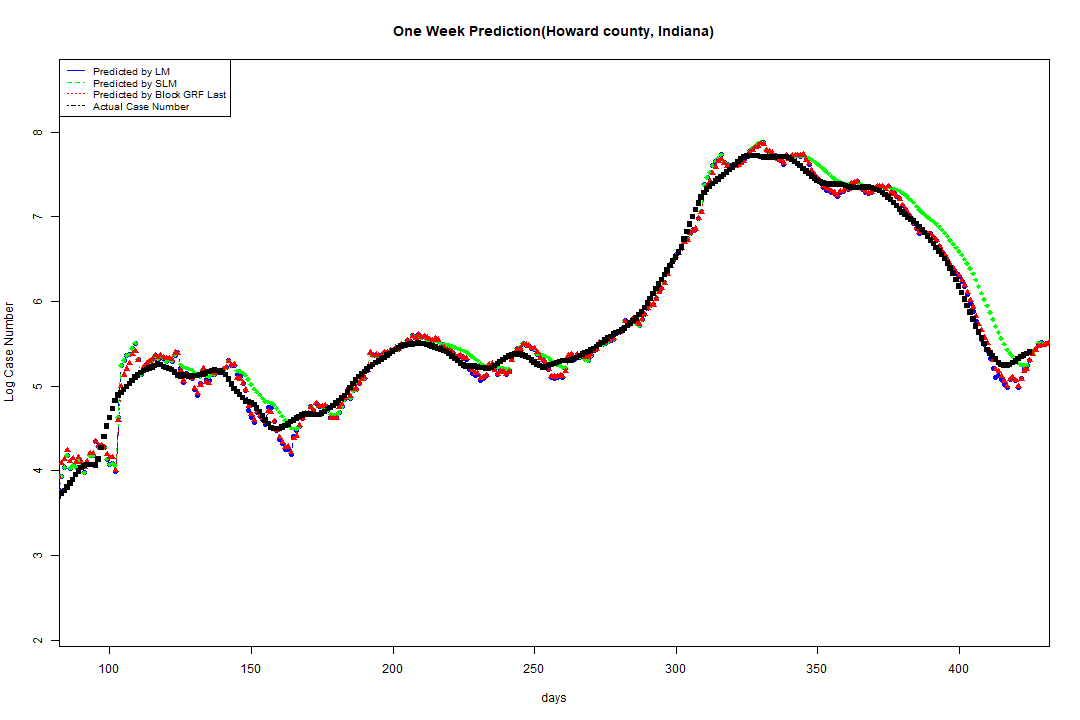 One Week Prediction(Howard county, Indiana)
Predicted by LM
Predicted by SLM
Predicted by Block GRF Last
Actual Case Number
8
7
6
5
4
3
2
Log Case Number
100 150 200 250 300 350 400
days